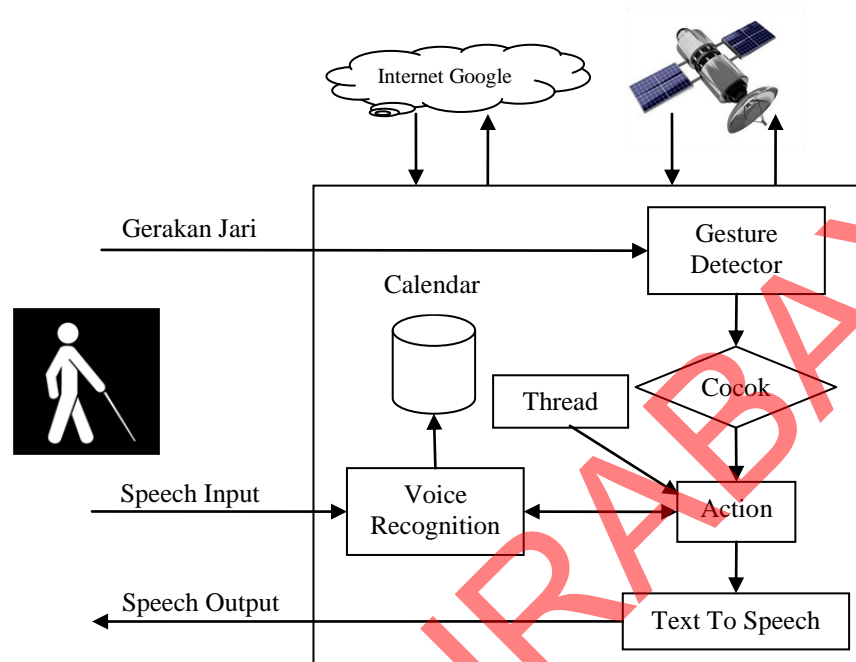 Internet Google
Gerakan Jari
Gesture
Detector
Calendar
Cocok
Thread
Speech Input
Voice
Recognition
Action
Speech Output
Text To Speech